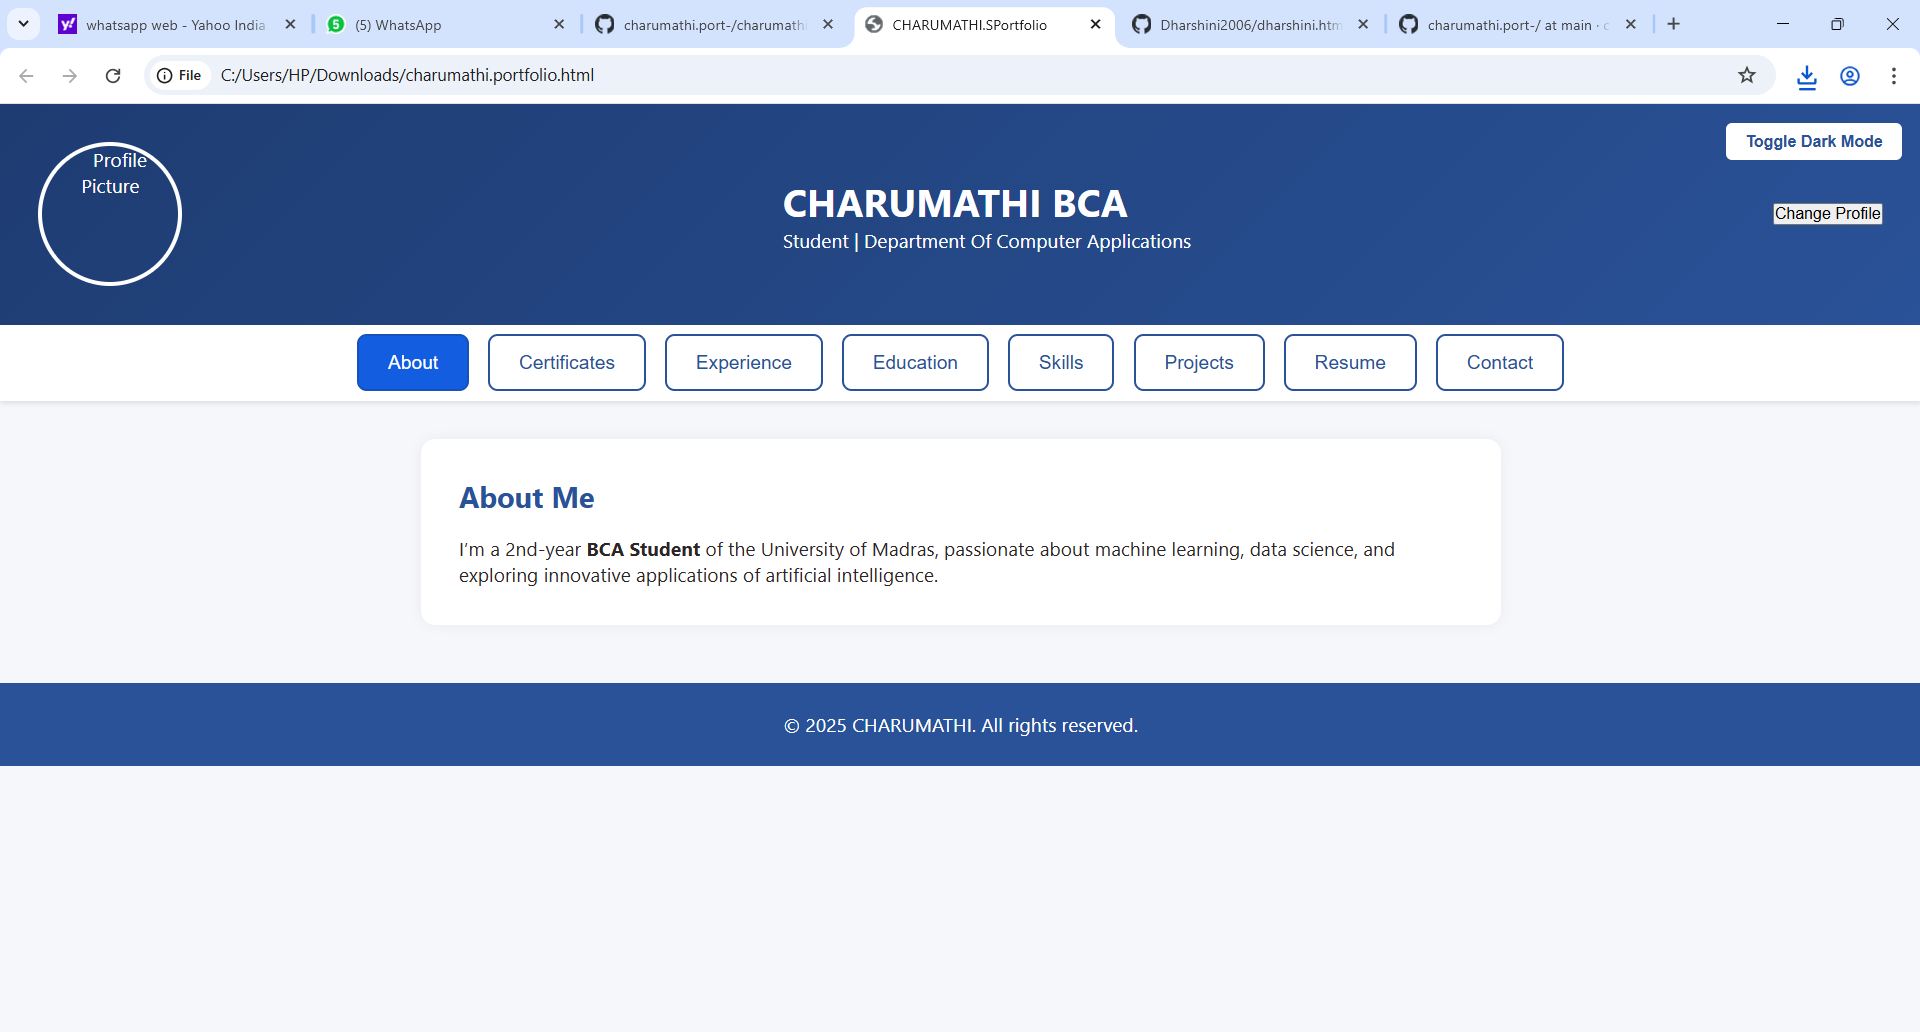 whatsapp web - Yahoo India
(5) WhatsApp
charumathi.port-/charumathi
CHARUMATHI.SPortfolio
Dharshini2006/dharshini.htm
charumathi.port-/ at main · c
File
C:/Users/HP/Downloads/charumathi.portfolio.html
Toggle Dark Mode
Profile
Picture
CHARUMATHI BCA
Student | Department Of Computer Applications
Change Profile
About
Certificates
Experience
Education
Skills
Projects
Resume
Contact
About Me
I’m a 2nd-year BCA Student of the University of Madras, passionate about machine learning, data science, and
exploring innovative applications of artificial intelligence.
© 2025 CHARUMATHI. All rights reserved.